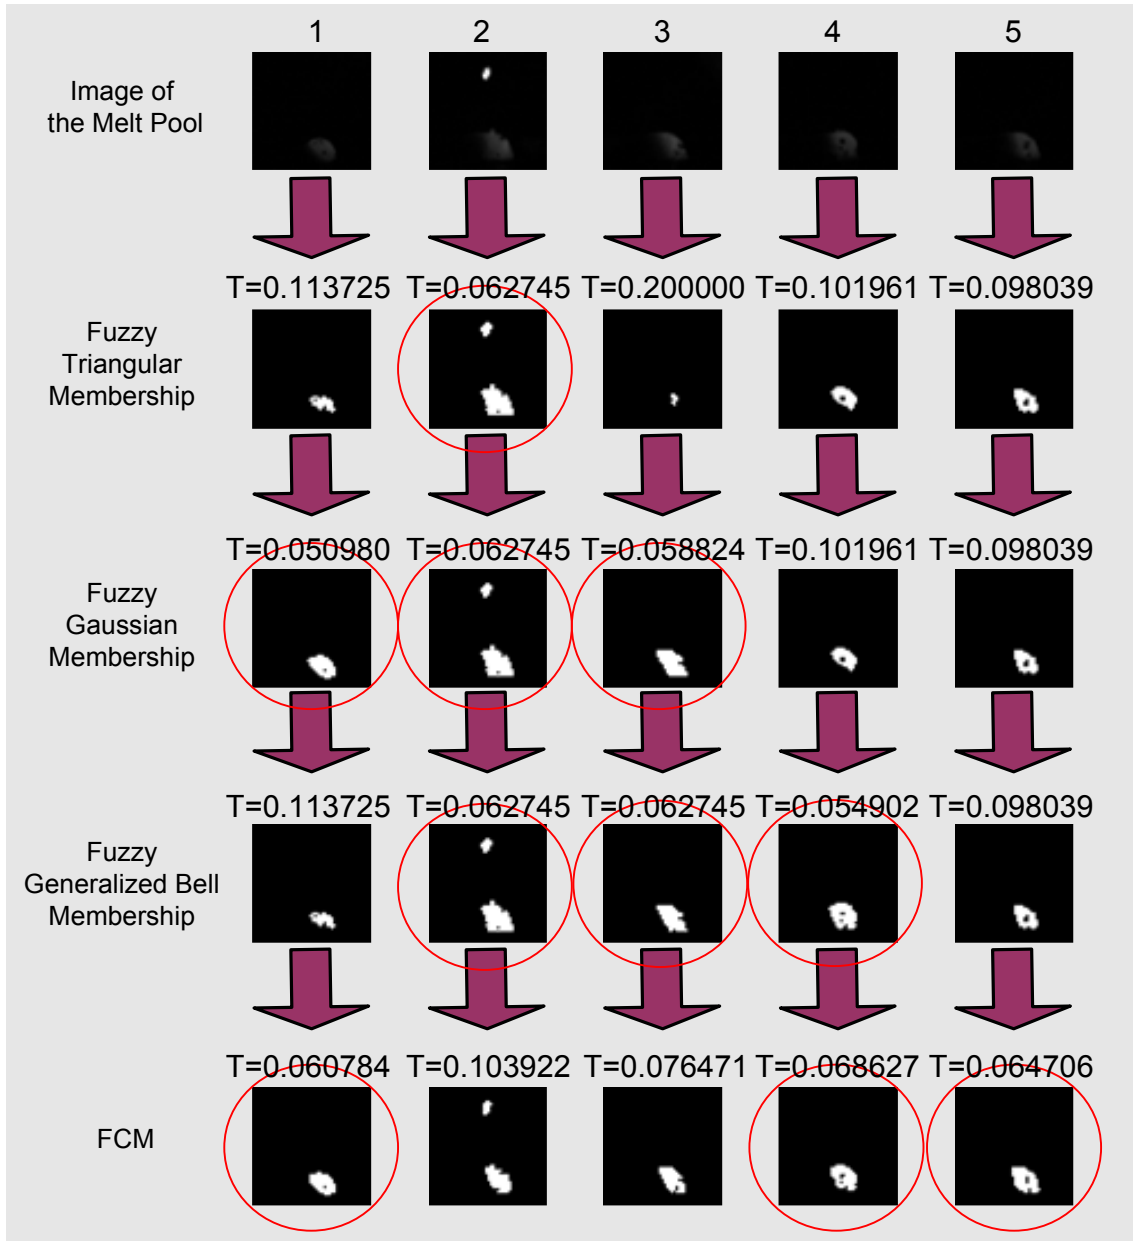 1 2 3 4 5
Image of
the Melt Pool
T=0.113725 T=0.062745 T=0.200000 T=0.101961 T=0.098039
Fuzzy
Triangular
Membership
T=0.050980 T=0.062745 T=0.058824 T=0.101961 T=0.098039
Fuzzy
Gaussian
Membership
T=0.113725 T=0.062745 T=0.062745 T=0.054902 T=0.098039
Fuzzy
Generalized Bell
Membership
T=0.060784 T=0.103922 T=0.076471 T=0.068627 T=0.064706
FCM